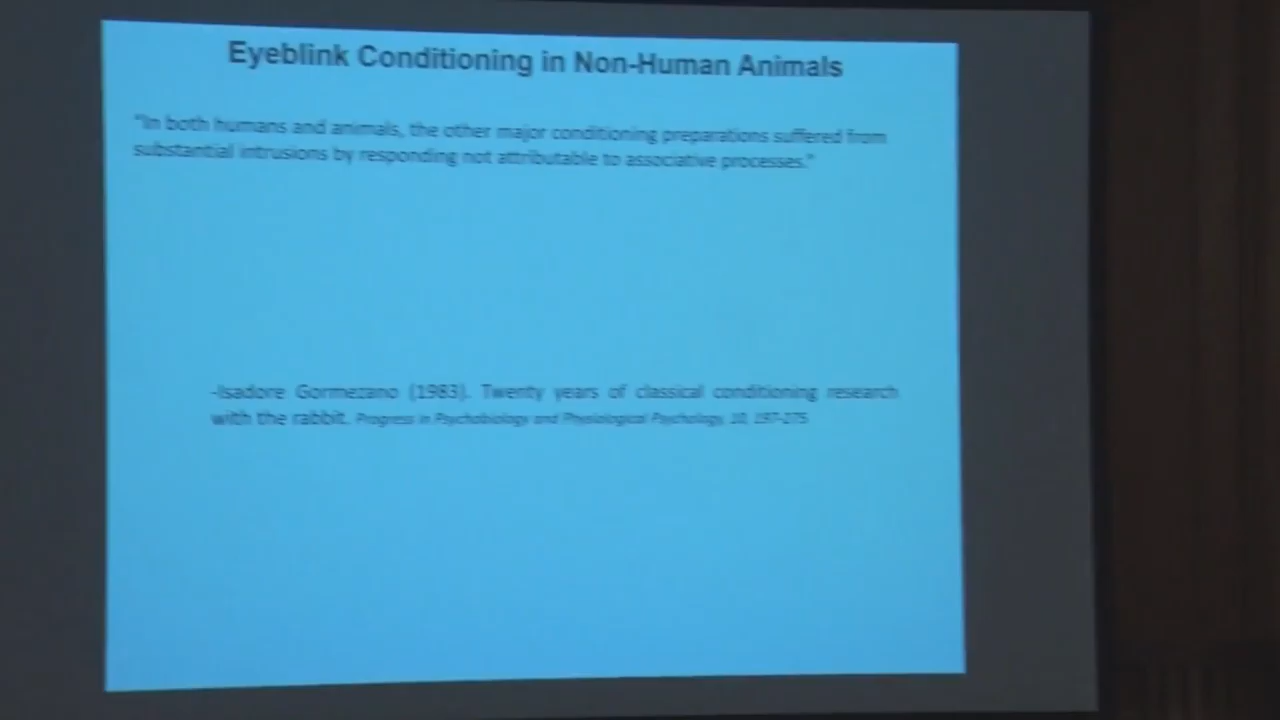 Eyeblink Conditioning in Non-Human Animals
"In both humans and animals, the other major conditioning preparations suffered from
substantial intrusions by responding not attributable to associative processes."
-Isadore Gormezano (1983). Twenty years of classical conditioning research
with the rabbit. Progress in Psychobiology and Physiological Psychology, 10, 197-275